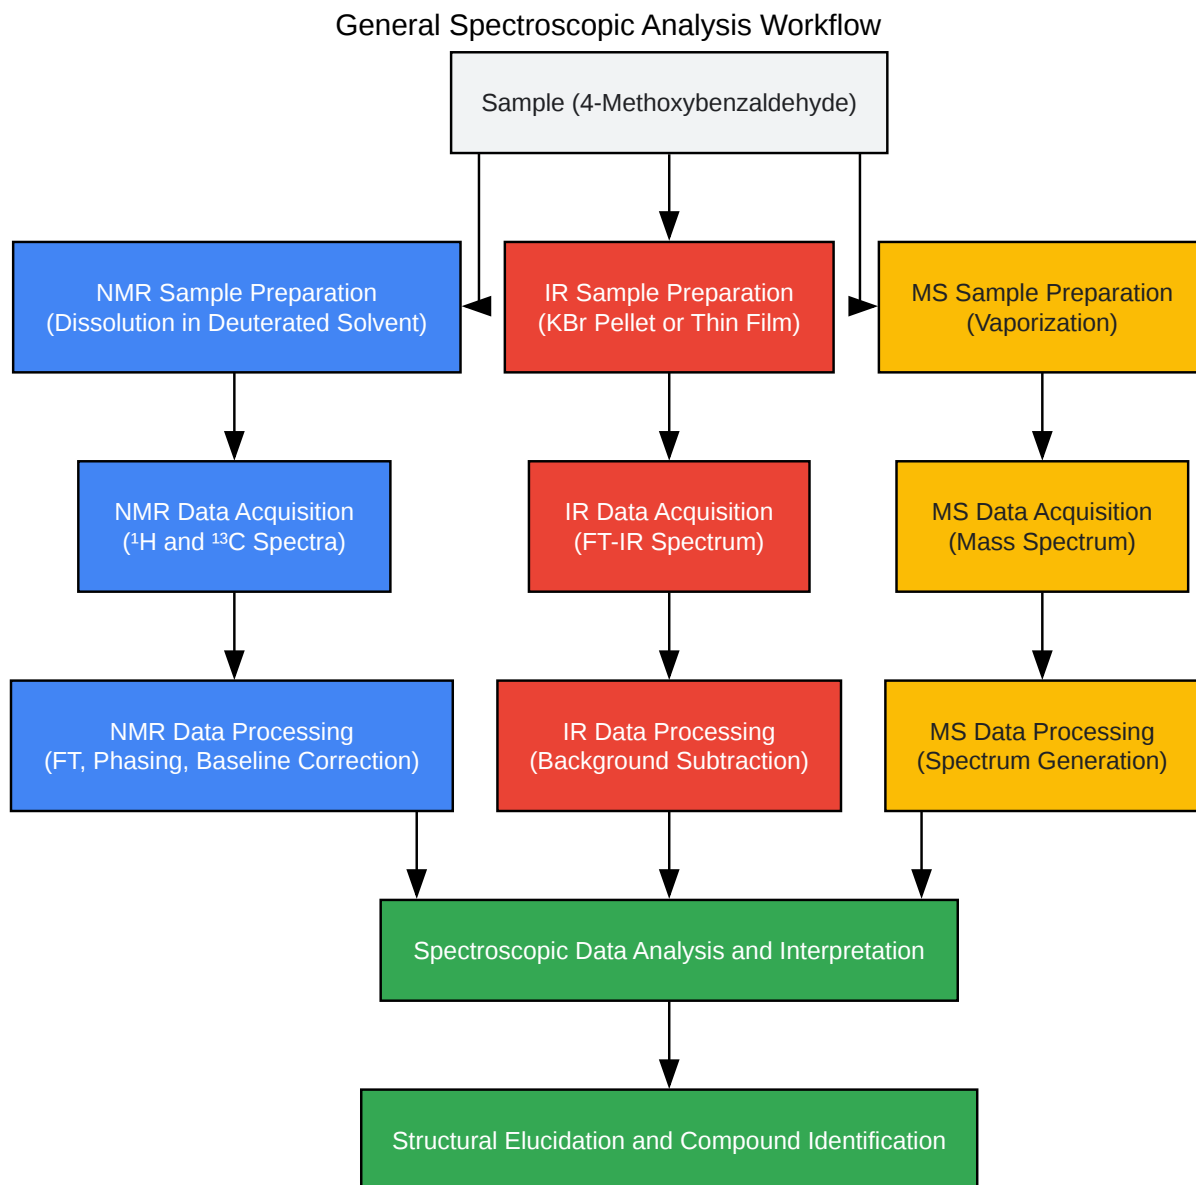 General Spectroscopic Analysis Workflow
Sample (4-Methoxybenzaldehyde)
NMR Sample Preparation
(Dissolution in Deuterated Solvent)
IR Sample Preparation
(KBr Pellet or Thin Film)
MS Sample Preparation
(Vaporization)
NMR Data Acquisition
(¹H and ¹³C Spectra)
IR Data Acquisition
(FT-IR Spectrum)
MS Data Acquisition
(Mass Spectrum)
NMR Data Processing
(FT, Phasing, Baseline Correction)
IR Data Processing
(Background Subtraction)
MS Data Processing
(Spectrum Generation)
Spectroscopic Data Analysis and Interpretation
Structural Elucidation and Compound Identification